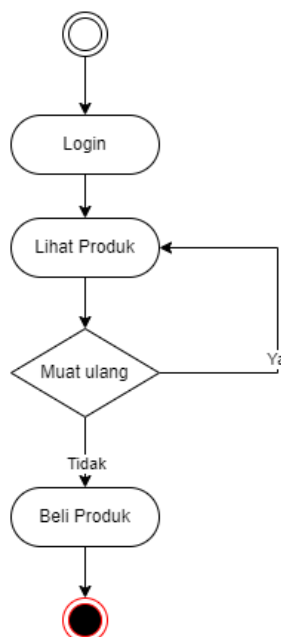 Login
Lihat Produk
Muat ulang
Ya
Tidak
Beli Produk